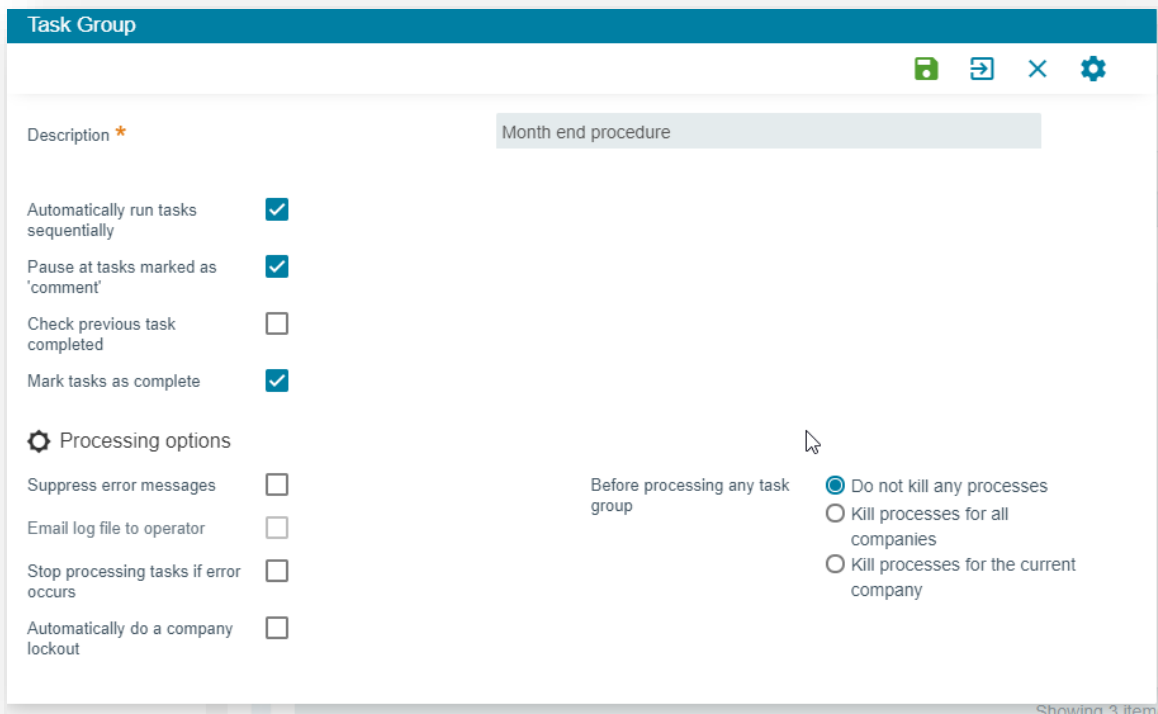 Task Group
Description *
Month end procedure
Automatically run tasks
sequentially
Pause at tasks marked as
'comment'
Check previous task
completed
Mark tasks as complete
Processing options
Suppress error messages
Email log file to operator
Stop processing tasks if error
occurs
Automatically do a company
lockout
Before processing any task
group
Do not kill any processes
Kill processes for all
companies
Kill processes for the current
company
Showing 3 item